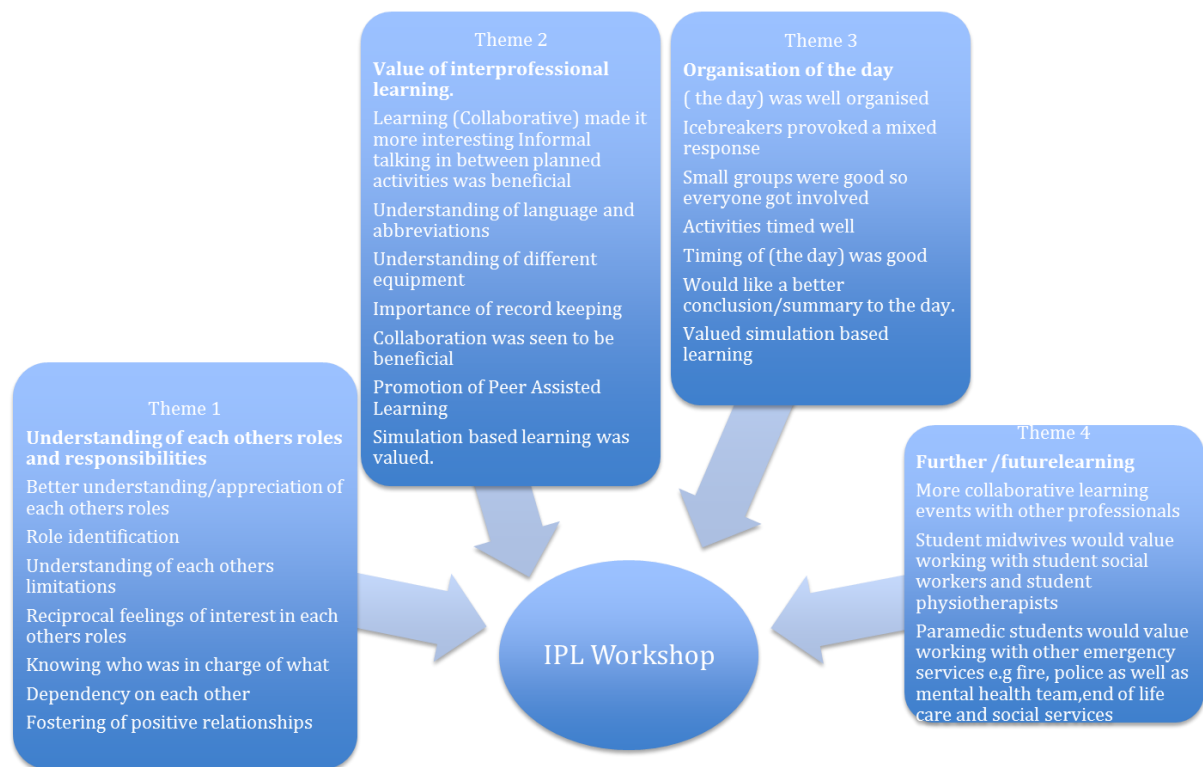 Theme 1
Understanding of each others roles
and responsibilities
Better understanding/appreciation of
each others roles
Role identification
Understanding of each others
limitations
Reciprocal feelings of interest in each
others roles
Knowing who was in charge of what
Dependency on each other
Fostering of positive relationships
Theme 2
Value of interprofessional
learning.
Learning (Collaborative) made it
more interesting Informal
talking in between planned
activities was beneficial
Understanding of language and
abbreviations
Understanding of different
equipment
Importance of record keeping
Collaboration was seen to be
beneficial
Promotion of Peer Assisted
Learning
Simulation based learning was
valued.
Theme 3
Organisation of the day
( the day) was well organised
Icebreakers provoked a mixed
response
Small groups were good so
everyone got involved
Activities timed well
Timing of (the day) was good
Would like a better
conclusion/summary to the day.
Valued simulation based
learning
Theme 4
Further /futurelearning
More collaborative learning
events with other professionals
Student midwives would value
working with student social
workers and student
physiotherapists
Paramedic students would value
working with other emergency
services e.g fire, police as well as
mental health team,end of life
care and social services
IPL Workshop